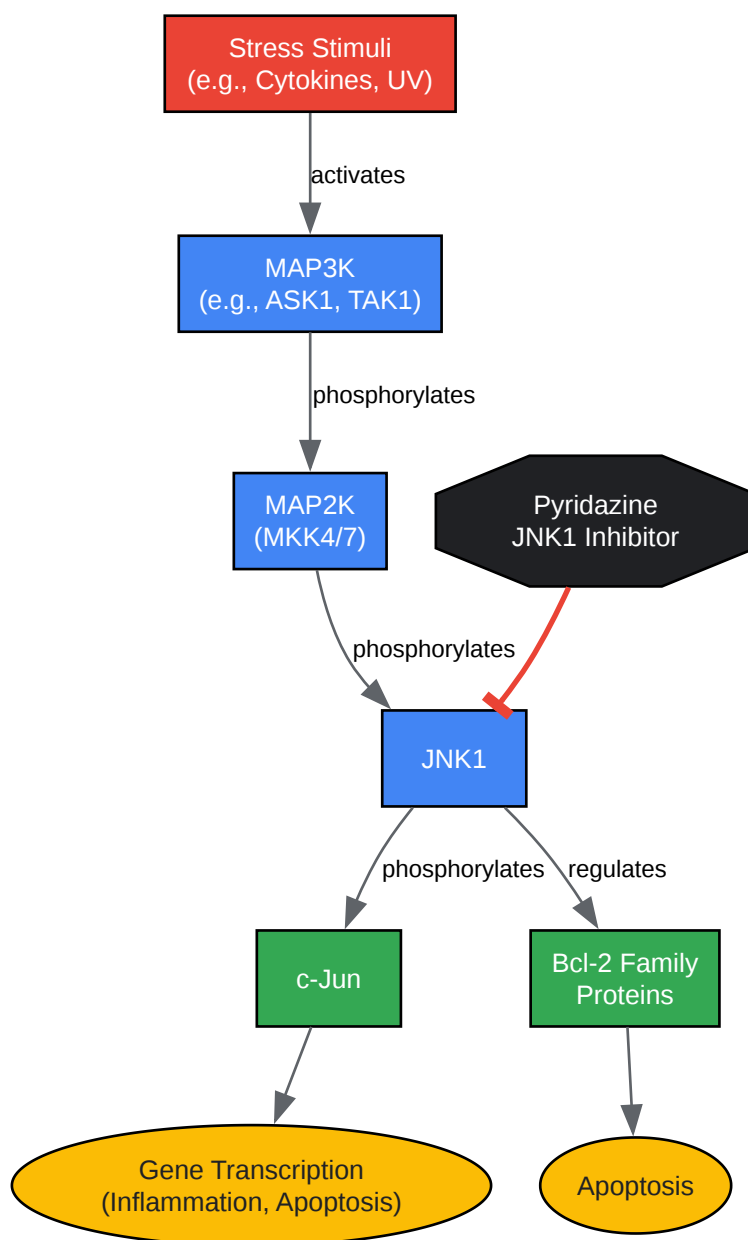 Stress Stimuli
(e.g., Cytokines, UV)
activates
MAP3K
(e.g., ASK1, TAK1)
phosphorylates
MAP2K
(MKK4/7)
Pyridazine
JNK1 Inhibitor
phosphorylates
JNK1
phosphorylates
regulates
c-Jun
Bcl-2 Family
Proteins
Gene Transcription
(Inflammation, Apoptosis)
Apoptosis